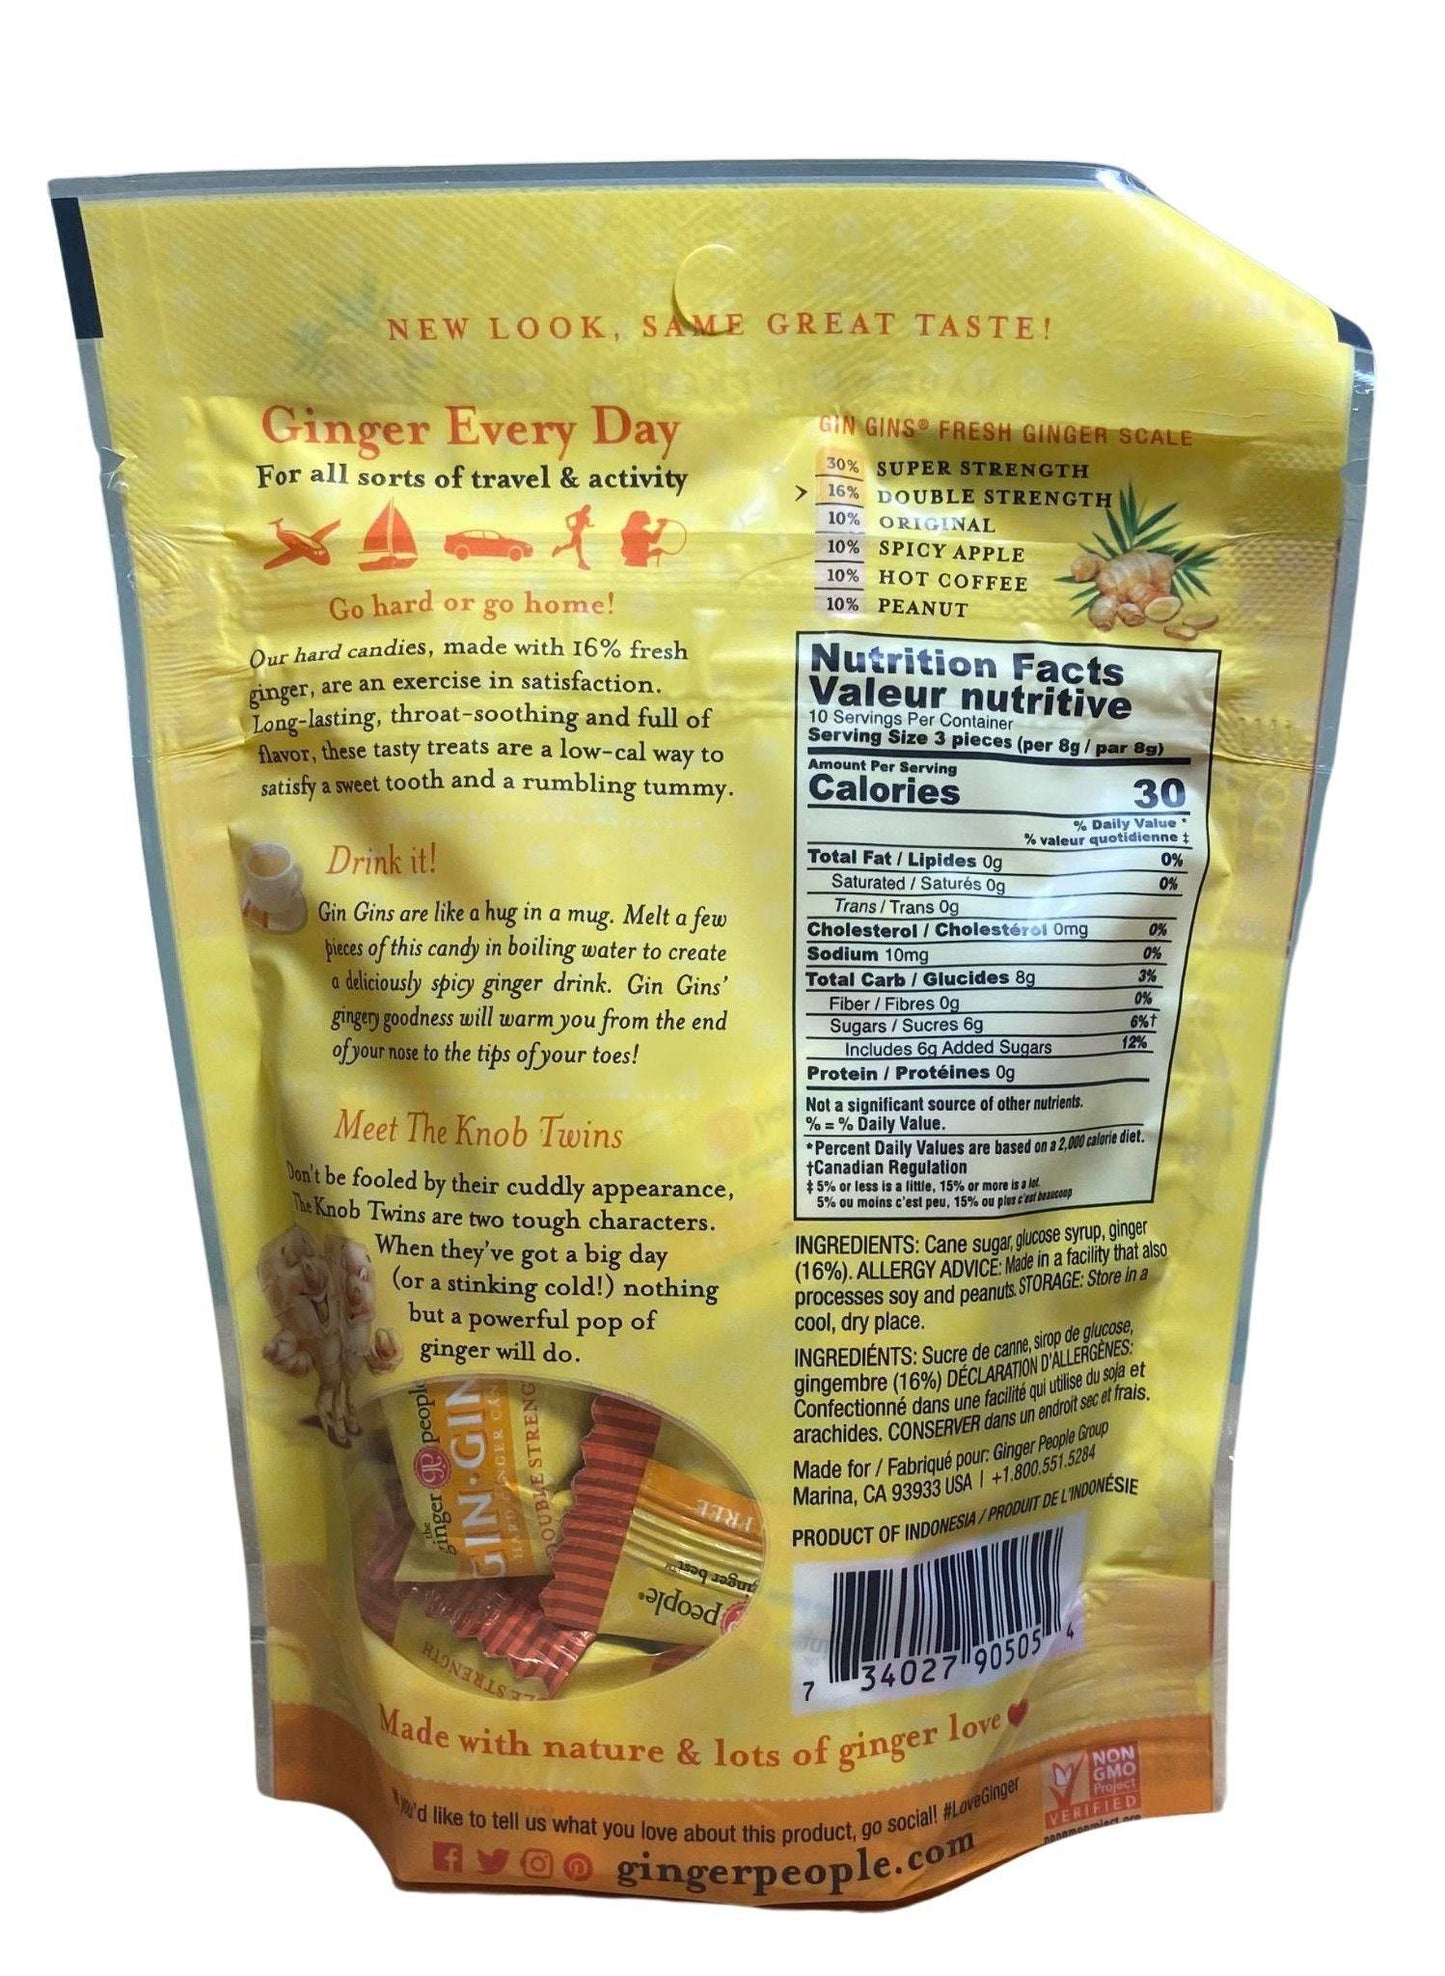 NEW LOOK, SAME GREAT TASTE!
Ginger Every Day
For all sorts of travel & activity
Go hard or go home!
Our hard candies, made with 16% fresh
ginger, are an exercise in satisfaction.
Long-lasting, throat-soothing and full of
flavor, these tasty treats are a low-cal way to
satisfy a sweet tooth and a rumbling tummy.
Drink it!
Gin Gins are like a hug in a mug. Melt a few
pieces of this candy in boiling water to create
a deliciously spicy ginger drink. Gin Gins'
gingery goodness will warm you from the end
of your nose to the tips of your toes!
Meet The Knob Twins
Don't be fooled by their cuddly appearance,
The Knob Twins are two tough characters.
When they've got a big day
(or a stinking cold!) nothing
but a powerful pop of
ginger will do.
the
ginger people
GIN·GIN
DOUBLE STRENG
FREE
ginger best™
people®
STRENGTH
GIN GINS® FRESH GINGER SCALE
30% SUPER STRENGTH
> 16% DOUBLE STRENGTH
10% ORIGINAL
10% SPICY APPLE
10% HOT COFFEE
10% PEANUT
Nutrition Facts
Valeur nutritive
10 Servings Per Container
Serving Size 3 pieces (per 8g / par 8g)
Amount Per Serving
Calories 30
% Daily Value *
% valeur quotidienne ‡
Total Fat / Lipides 0g 0%
Saturated / Saturés 0g 0%
Trans / Trans 0g
Cholesterol / Cholestérol 0mg 0%
Sodium 10mg 0%
Total Carb / Glucides 8g 3%
Fiber / Fibres 0g 0%
Sugars / Sucres 6g 6%†
Includes 6g Added Sugars 12%
Protein / Protéines 0g
Not a significant source of other nutrients.
% = % Daily Value.
*Percent Daily Values are based on a 2,000 calorie diet.
†Canadian Regulation
‡ 5% or less is a little, 15% or more is a lot.
5% ou moins c'est peu, 15% ou plus c'est beaucoup
INGREDIENTS: Cane sugar, glucose syrup, ginger
(16%). ALLERGY ADVICE: Made in a facility that also
processes soy and peanuts. STORAGE: Store in a
cool, dry place.
INGREDIÉNTS: Sucre de canne, sirop de glucose,
gingembre (16%) DÉCLARATION D'ALLERGÈNES:
Confectionné dans une facilité qui utilise du soja et
arachides. CONSERVER dans un endroit sec et frais.
Made for / Fabriqué pour: Ginger People Group
Marina, CA 93933 USA | +1.800.551.5284
PRODUCT OF INDONESIA / PRODUIT DE L'INDONÉSIE
7 34027 90505 4
Made with nature & lots of ginger love
If you'd like to tell us what you love about this product, go social! #LoveGinger
gingerpeople.com
NON
GMO
Project
VERIFIED